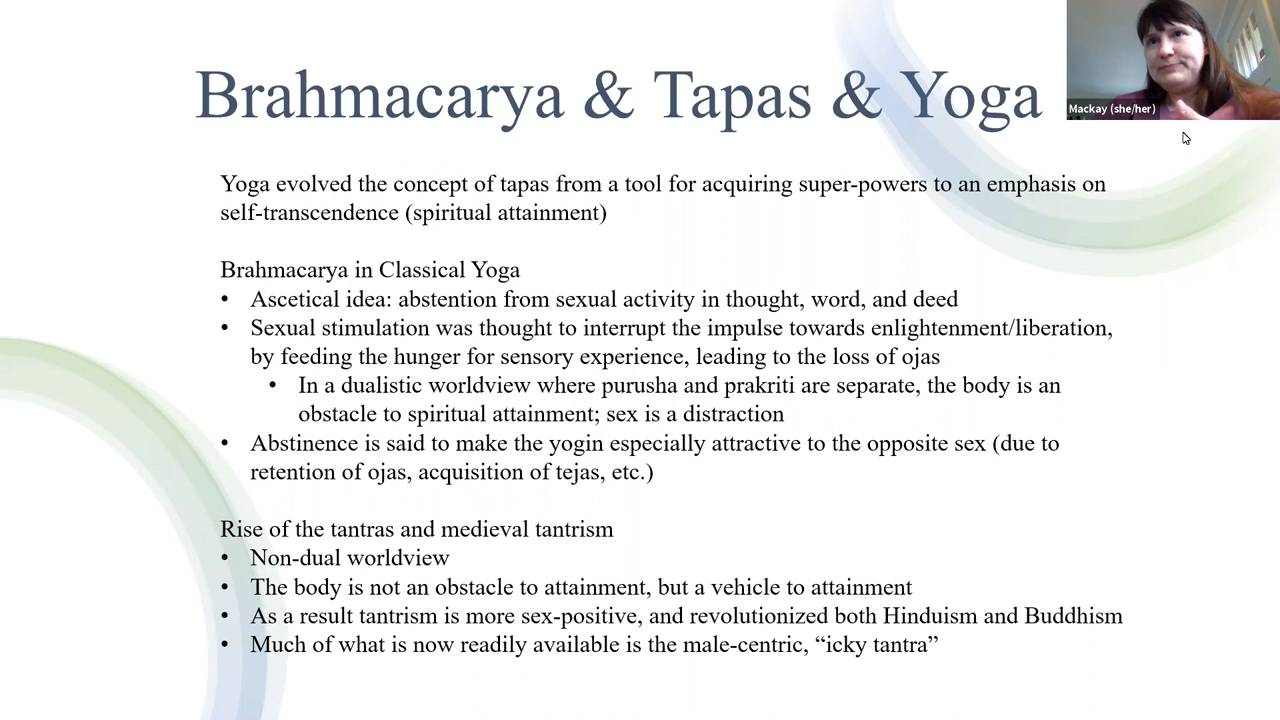 Brahmacarya & Tapas & Yoga
Mackay (she/her)
Yoga evolved the concept of tapas from a tool for acquiring super-powers to an emphasis on
self-transcendence (spiritual attainment)
Brahmacarya in Classical Yoga
• Ascetical idea: abstention from sexual activity in thought, word, and deed
• Sexual stimulation was thought to interrupt the impulse towards enlightenment/liberation,
by feeding the hunger for sensory experience, leading to the loss of ojas
• In a dualistic worldview where purusha and prakriti are separate, the body is an
obstacle to spiritual attainment; sex is a distraction
• Abstinence is said to make the yogin especially attractive to the opposite sex (due to
retention of ojas, acquisition of tejas, etc.)
Rise of the tantras and medieval tantrism
• Non-dual worldview
• The body is not an obstacle to attainment, but a vehicle to attainment
• As a result tantrism is more sex-positive, and revolutionized both Hinduism and Buddhism
• Much of what is now readily available is the male-centric, “icky tantra”